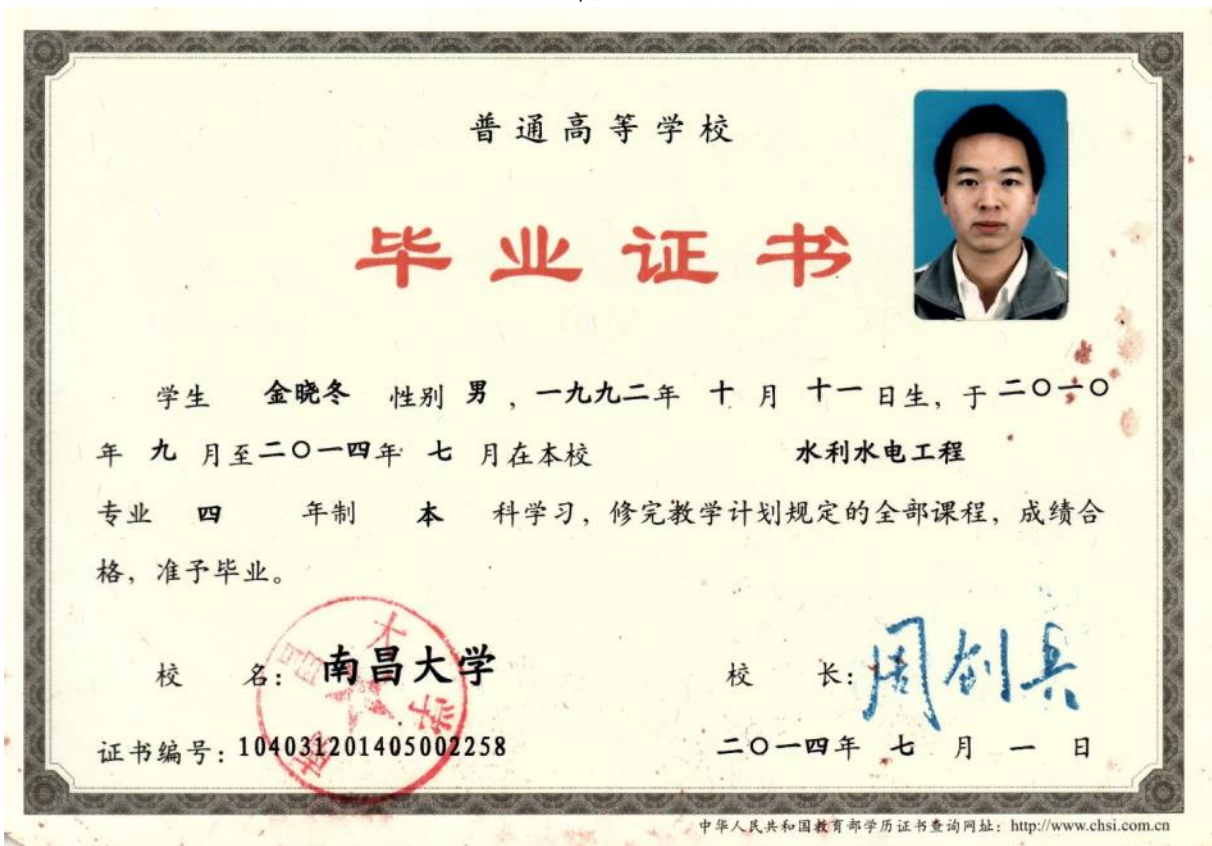 普通高等学校
毕业证书
学生 金晓冬 性别 男，一九九二年 十 月 十一 日生，于 二〇一〇
年 九 月至二〇一四年 七 月在本校 水利水电工程
专业 四 年制 本 科学习，修完教学计划规定的全部课程，成绩合
格，准予毕业。
校 名：南昌大学
南昌大学
校 长：周创兵
证书编号：104031201405002258
二〇一四年 七 月 一 日
中华人民共和国教育部学历证书查询网址：http://www.chsi.com.cn